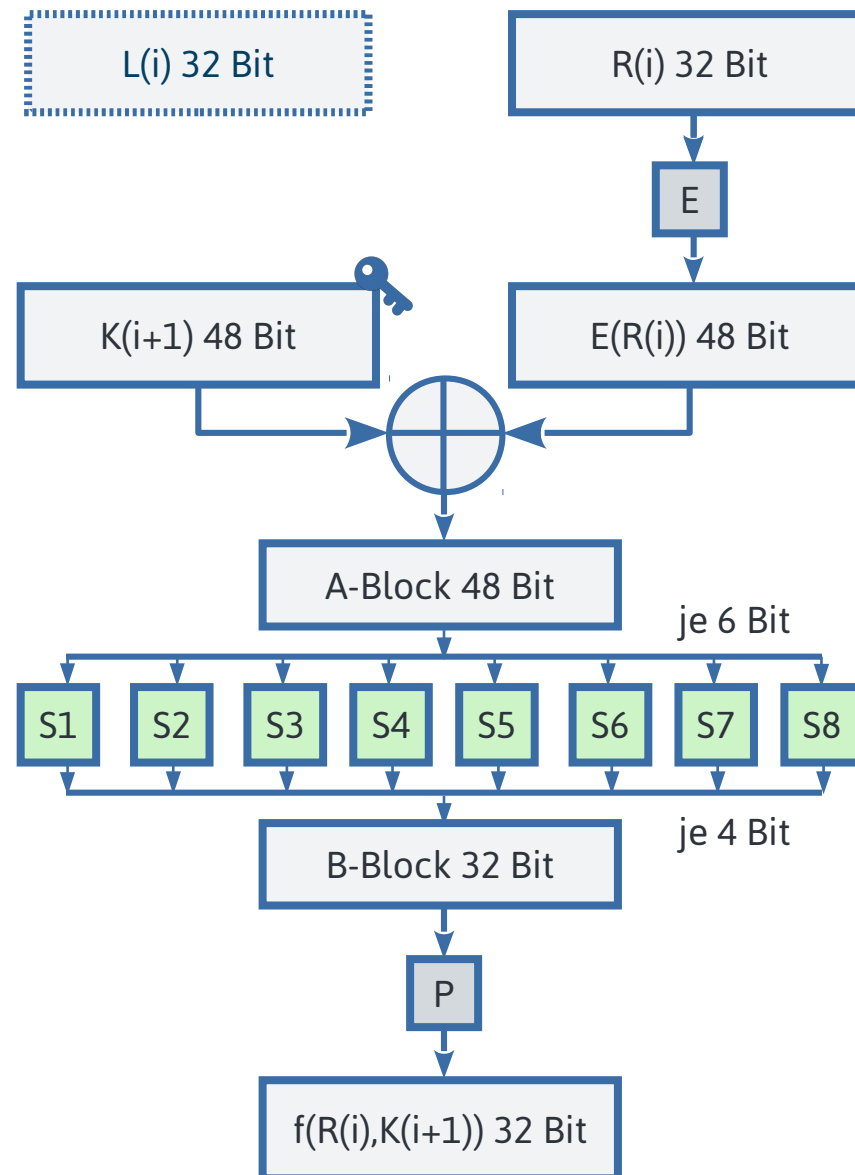 L(i) 32 Bit
R(i) 32 Bit
E
K(i+1) 48 Bit
E(R(i)) 48 Bit
A-Block 48 Bit
je 6 Bit
S1 S2 S3 S4 S5 S6 S7 S8
je 4 Bit
B-Block 32 Bit
P
f(R(i),K(i+1)) 32 Bit